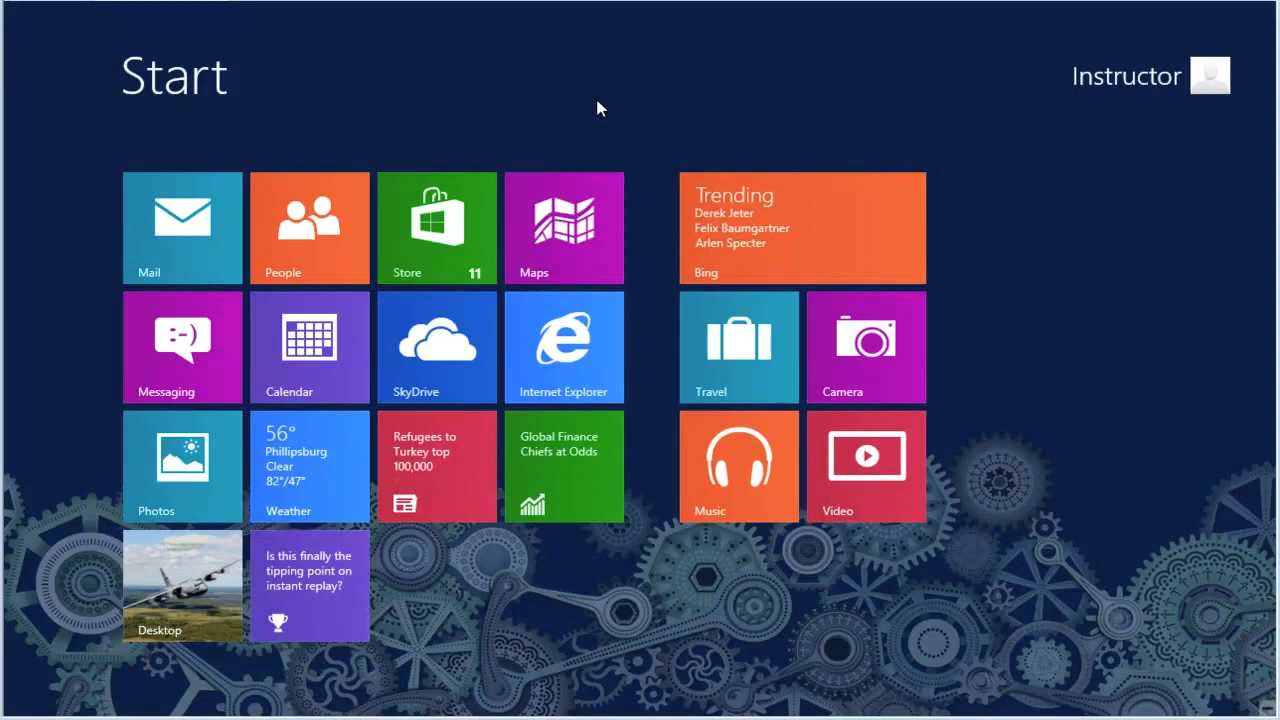 Start
Instructor
Mail
People
Store
11
Maps
Trending
Derek Jeter
Felix Baumgartner
Arlen Specter
Bing
:-)
Messaging
Calendar
SkyDrive
Internet Explorer
Travel
Camera
Photos
56°
Phillipsburg
Clear
82°/47°
Weather
Refugees to
Turkey top
100,000
Global Finance
Chiefs at Odds
Music
Video
Desktop
Is this finally the
tipping point on
instant replay?